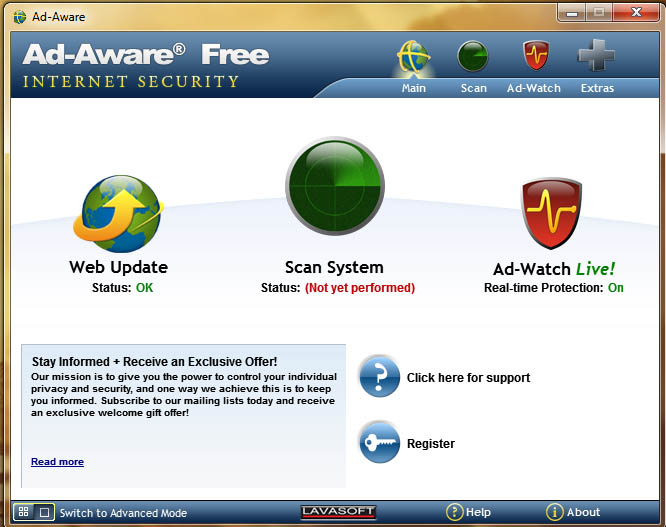 Ad-Aware
Ad-Aware® Free
INTERNET SECURITY
Main
Scan
Ad-Watch
Extras
Web Update
Status: OK
Scan System
Status: (Not yet performed)
Ad-Watch Live!
Real-time Protection: On
Stay Informed + Receive an Exclusive Offer!
Our mission is to give you the power to control your individual
privacy and security, and one way we achieve this is to keep
you informed. Subscribe to our mailing lists today and receive
an exclusive welcome gift offer!
Read more
Click here for support
Register
Switch to Advanced Mode
LAVASOFT
Help
About